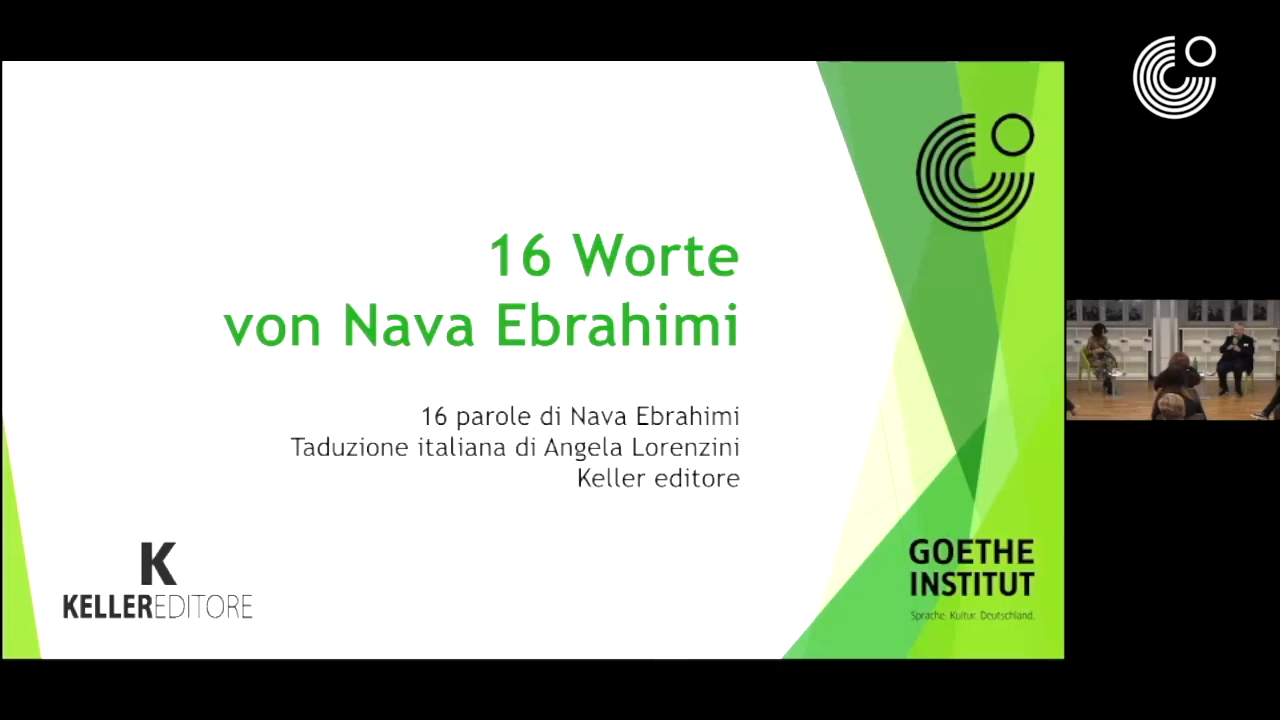 16 Worte
von Nava Ebrahimi
16 parole di Nava Ebrahimi
Taduzione italiana di Angela Lorenzini
Keller editore
K
KELLEREDITORE
GOETHE
INSTITUT
Sprache. Kultur. Deutschland.